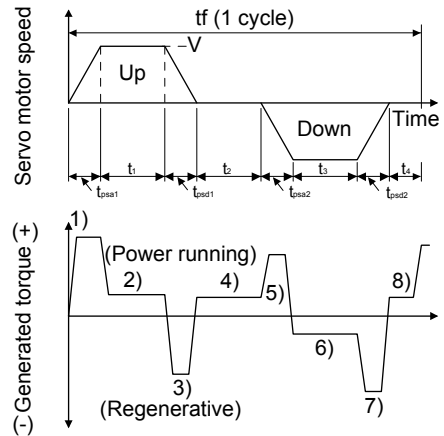 tf (1 cycle)
V
Up
Down
Time
Servo motor speed
tpsa1
t1
tpsd1
t2
tpsa2
t3
tpsd2
t4
(+)
Generated torque
(-)
1)
(Power running)
2)
4)
5)
8)
3)
6)
7)
(Regenerative)